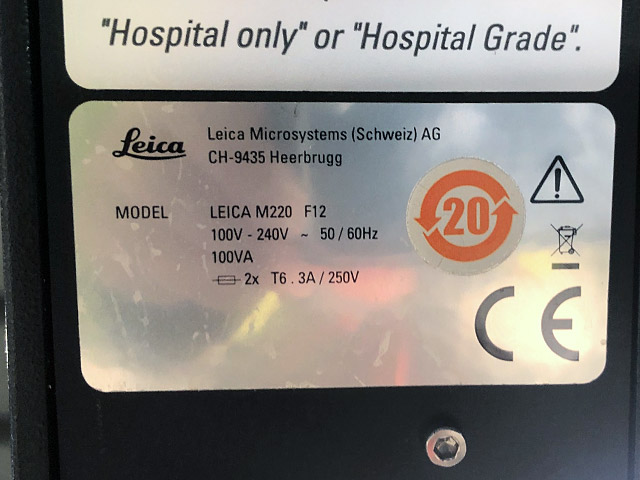 "Hospital only" or "Hospital Grade".
Leica
Leica Microsystems (Schweiz) AG
CH-9435 Heerbrugg
MODEL LEICA M220 F12
100V - 240V ~ 50 / 60Hz
100VA
2x T6 . 3A / 250V
20
CE